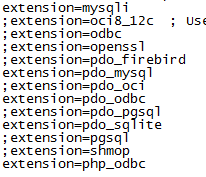 extension=mysqli
;extension=oci8_12c  ; Use
;extension=odbc
;extension=openssl
;extension=pdo_firebird
extension=pdo_mysql
;extension=pdo_oci
extension=pdo_odbc
;extension=pdo_pgsql
extension=pdo_sqlite
;extension=pgsql
;extension=shmop
extension=php_odbc